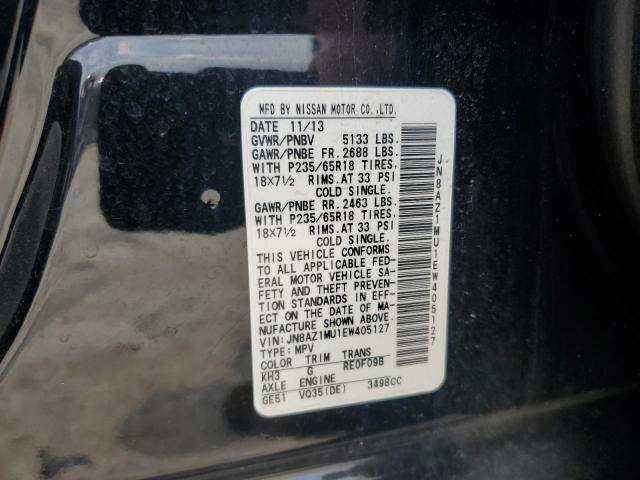 MFD BY NISSAN MOTOR CO.,LTD.
DATE 11/13
GVWR/PNBV 5133 LBS.
GAWR/PNBE FR. 2688 LBS.
WITH P235/65R18 TIRES,
18X7½ RIMS. AT 33 PSI
COLD SINGLE.
GAWR/PNBE RR. 2463 LBS.
WITH P235/65R18 TIRES,
18X7½ RIMS. AT 33 PSI
COLD SINGLE.
THIS VEHICLE CONFORMS
TO ALL APPLICABLE FED-
ERAL MOTOR VEHICLE SA-
FETY AND THEFT PREVEN-
TION STANDARDS IN EFF-
ECT ON THE DATE OF MA-
NUFACTURE SHOWN ABOVE.
VIN: JN8AZ1MU1EW405127
TYPE: MPV
COLOR TRIM TRANS
KH3 G RE0F09B
AXLE ENGINE
GE51 VQ35(DE) 3498CC
JN8AZ1MU1EW405127